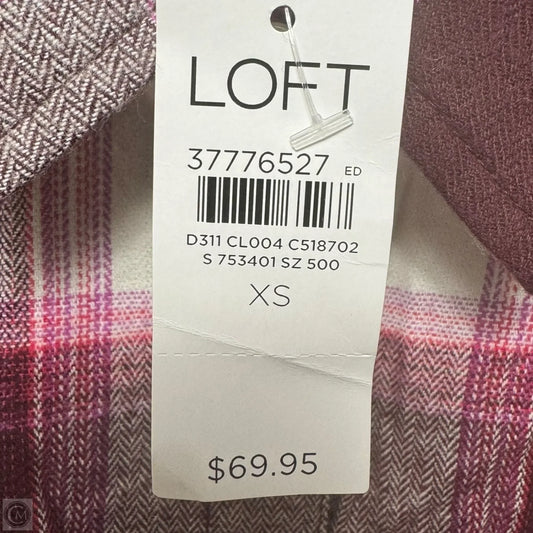 LOFT
37776527 ED
D311 CL004 C518702
S 753401 SZ 500
XS
$69.95